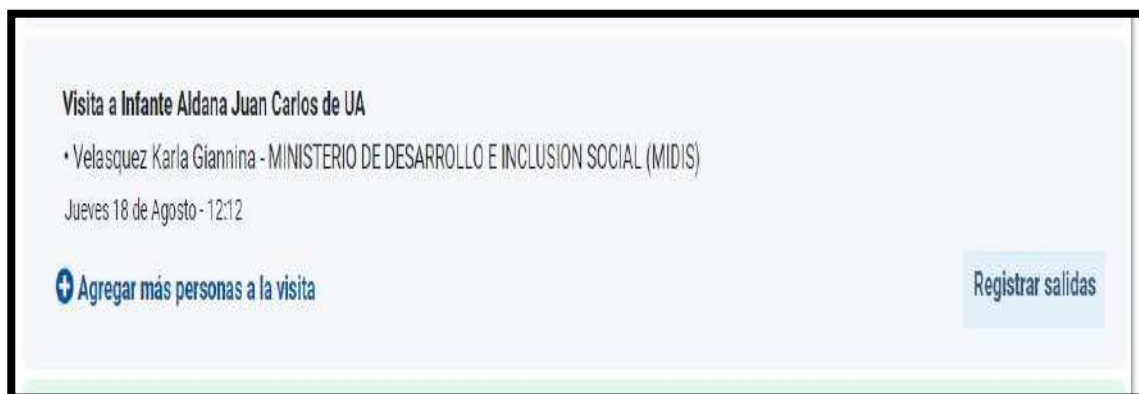 Visita a Infante Aldana Juan Carlos de UA
• Velasquez Karla Giannina - MINISTERIO DE DESARROLLO E INCLUSION SOCIAL (MIDIS)
Jueves 18 de Agosto - 12:12
Agregar más personas a la visita
Registrar salidas